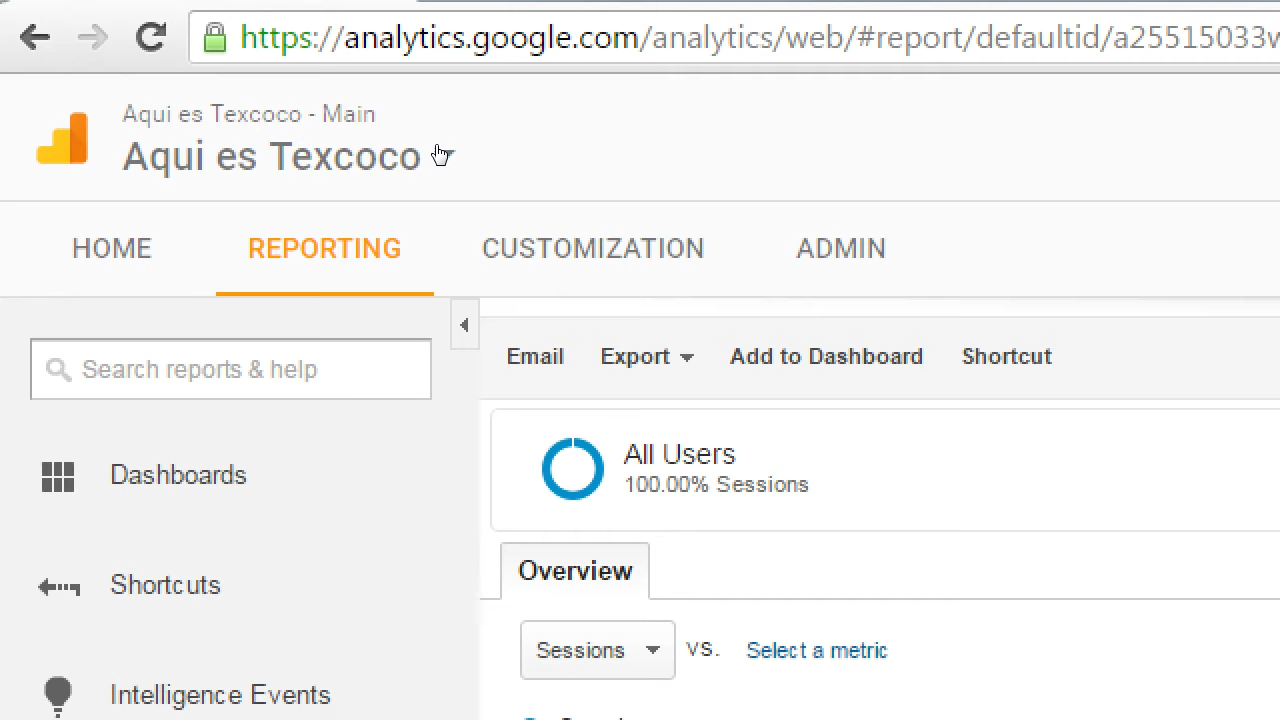 https://analytics.google.com/analytics/web/#report/defaultid/a25515033w
Aqui es Texcoco - Main
Aqui es Texcoco
HOME REPORTING CUSTOMIZATION ADMIN
Search reports & help
Email Export Add to Dashboard Shortcut
All Users
100.00% Sessions
Dashboards
Overview
Shortcuts
Sessions vs. Select a metric
Intelligence Events